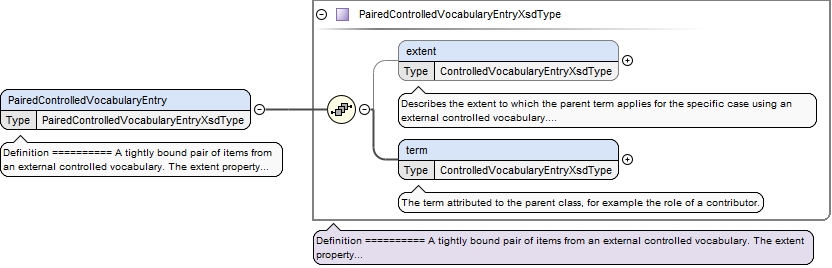 PairedControlledVocabularyEntryXsdType
extent
Type ControlledVocabularyEntryXsdType
Describes the extent to which the parent term applies for the specific case using an
external controlled vocabulary....
PairedControlledVocabularyEntry
Type PairedControlledVocabularyEntryXsdType
Definition ========== A tightly bound pair of items from
an external controlled vocabulary. The extent property...
term
Type ControlledVocabularyEntryXsdType
The term attributed to the parent class, for example the role of a contributor.
Definition ========== A tightly bound pair of items from an external controlled vocabulary. The extent
property...